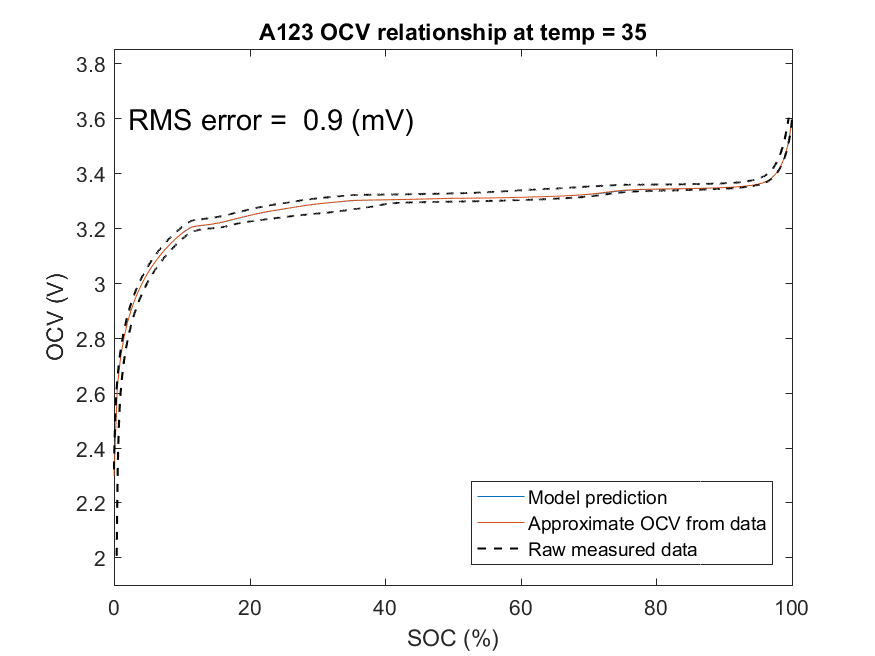 A123 OCV relationship at temp = 35
3.8
RMS error = 0.9 (mV)
3.6
3.4
3.2
3
2.8
2.6
2.4
2.2
2
OCV (V)
Model prediction
Approximate OCV from data
Raw measured data
0 20 40 60 80 100
SOC (%)